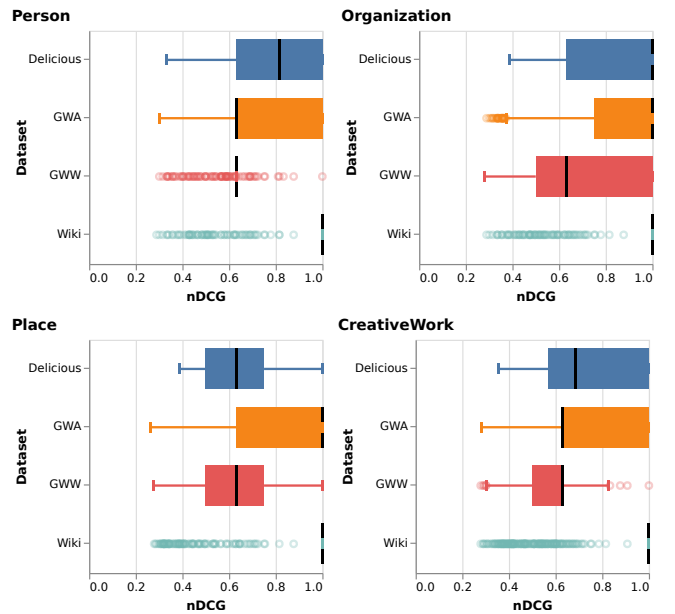 Person
Dataset
Delicious
GWA
GWW
Wiki
0.0 0.2 0.4 0.6 0.8 1.0
nDCG
Organization
Dataset
Delicious
GWA
GWW
Wiki
0.0 0.2 0.4 0.6 0.8 1.0
nDCG
Place
Dataset
Delicious
GWA
GWW
Wiki
0.0 0.2 0.4 0.6 0.8 1.0
nDCG
CreativeWork
Dataset
Delicious
GWA
GWW
Wiki
0.0 0.2 0.4 0.6 0.8 1.0
nDCG